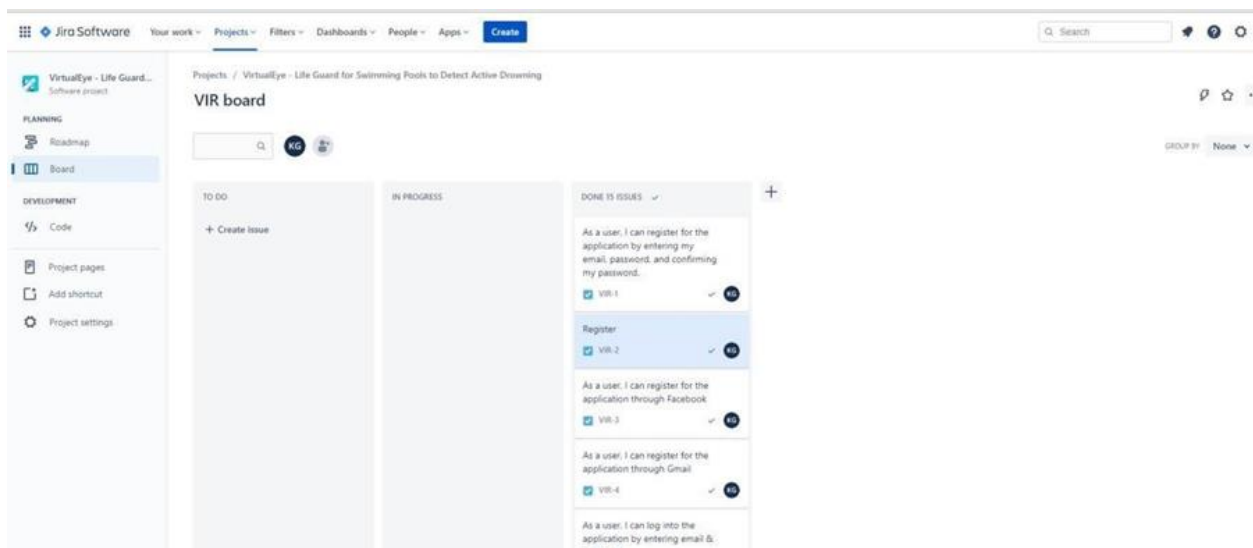 Jira Software Your work Projects Filters Dashboards People Apps Create Search
VirtualEye - Life Guard...
Software project
PLANNING
Roadmap
Board
DEVELOPMENT
Code
Project pages
Add shortcut
Project settings
Projects / VirtualEye - Life Guard for Swimming Pools to Detect Active Drowning
VIR board
KG
GROUP BY None
TO DO
+ Create issue
IN PROGRESS
DONE 15 ISSUES
As a user, I can register for the
application by entering my
email, password, and confirming
my password.
VIR-1 KG
Register
VIR-2 KG
As a user, I can register for the
application through Facebook
VIR-3 KG
As a user, I can register for the
application through Gmail
VIR-4 KG
As a user, I can log into the
application by entering email &